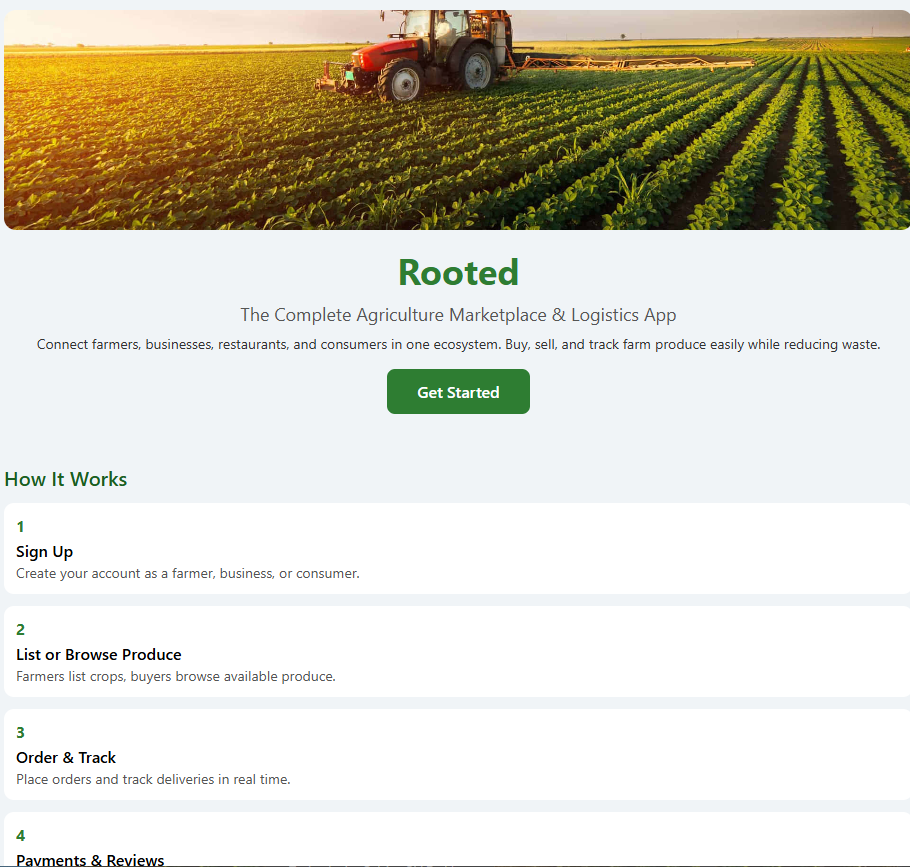 Rooted
The Complete Agriculture Marketplace & Logistics App
Connect farmers, businesses, restaurants, and consumers in one ecosystem. Buy, sell, and track farm produce easily while reducing waste.
Get Started
How It Works
1
Sign Up
Create your account as a farmer, business, or consumer.
2
List or Browse Produce
Farmers list crops, buyers browse available produce.
3
Order & Track
Place orders and track deliveries in real time.
4
Payments & Reviews